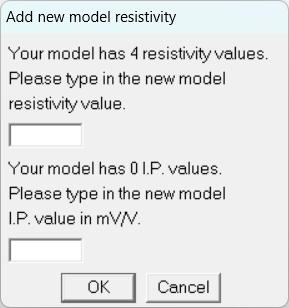 Add new model resistivity
Your model has 4 resistivity values.
Please type in the new model
resistivity value.
Your model has 0 I.P. values.
Please type in the new model
I.P. value in mV/V.
OK
Cancel